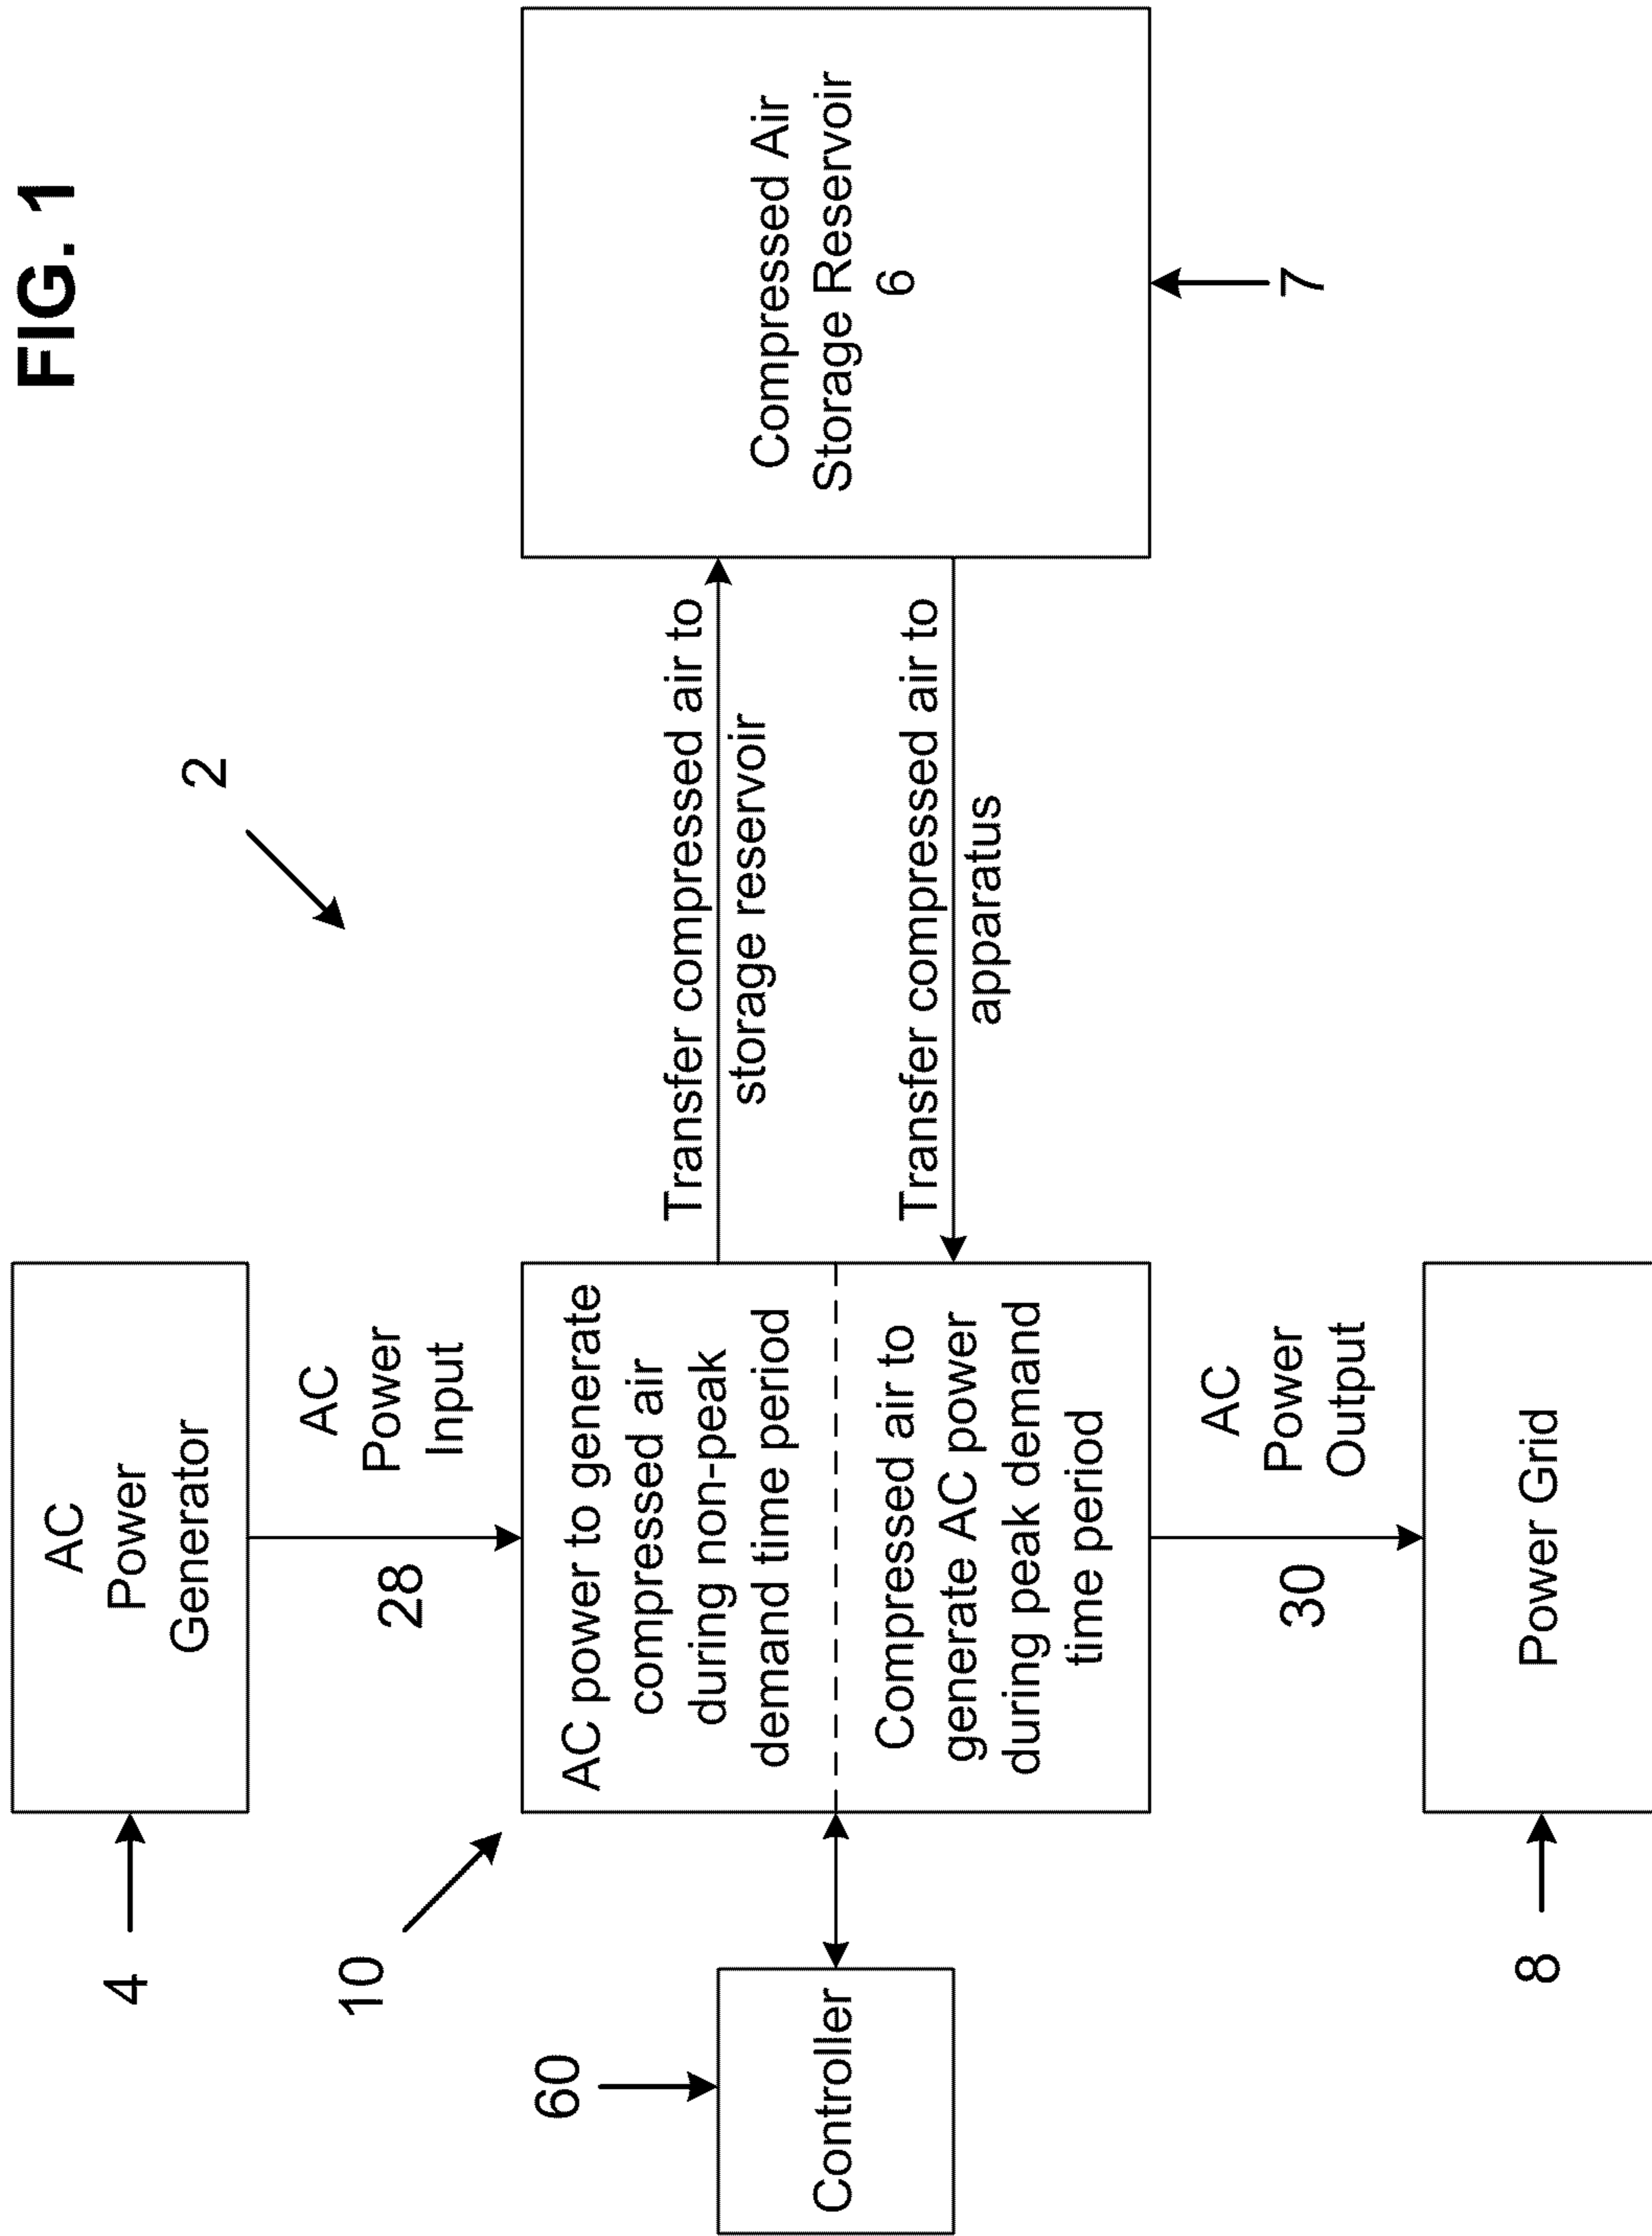 FIG. 1
2
4
AC
Power
Generator
28
AC
Power
Input
10
AC power to generate
compressed air
during non-peak
demand time period
Compressed air to
generate AC power
during peak demand
time period
60
Controller
Transfer compressed air to
storage reservoir
Transfer compressed air to
apparatus
Compressed Air
Storage Reservoir
6
7
30
AC
Power
Output
8
Power Grid